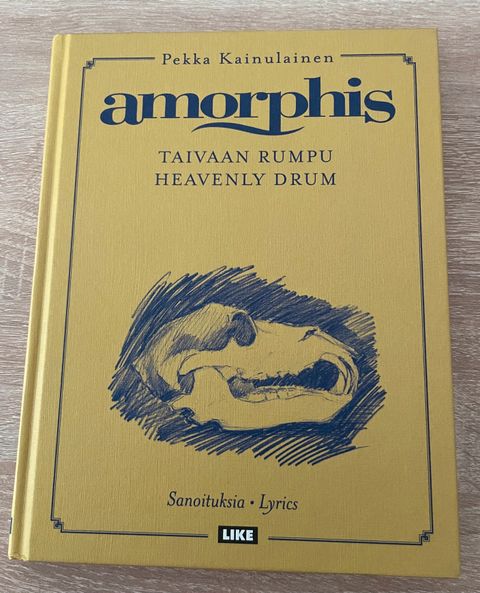 Pekka Kainulainen
amorphis
TAIVAAN RUMPU
HEAVENLY DRUM
Sanoituksia • Lyrics
LIKE